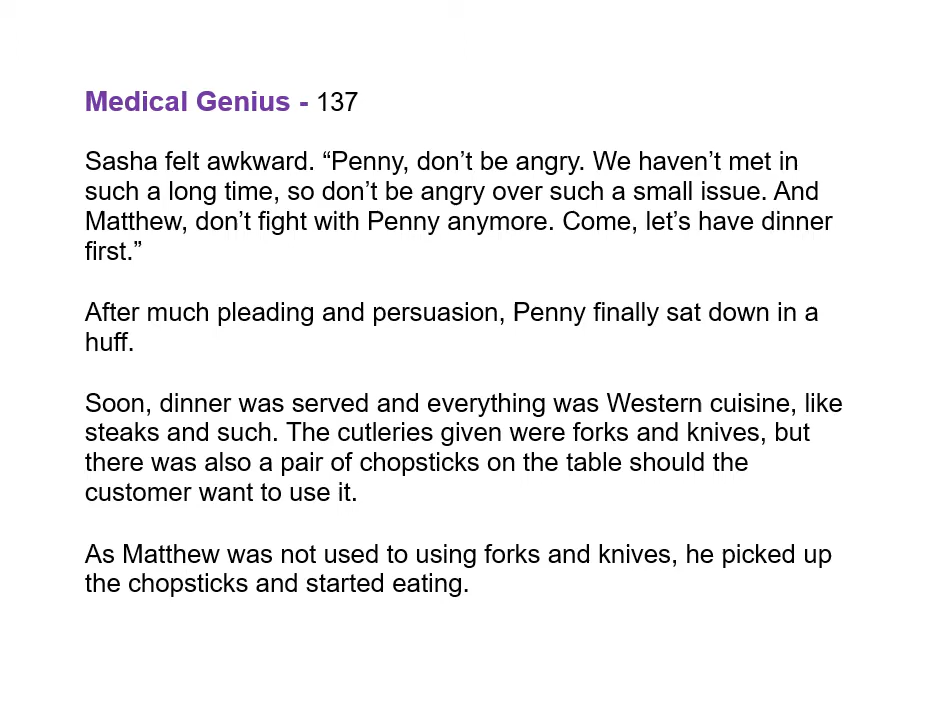 Medical Genius - 137
Sasha felt awkward. “Penny, don’t be angry. We haven’t met in
such a long time, so don’t be angry over such a small issue. And
Matthew, don’t fight with Penny anymore. Come, let’s have dinner
first.”
After much pleading and persuasion, Penny finally sat down in a
huff.
Soon, dinner was served and everything was Western cuisine, like
steaks and such. The cutleries given were forks and knives, but
there was also a pair of chopsticks on the table should the
customer want to use it.
As Matthew was not used to using forks and knives, he picked up
the chopsticks and started eating.